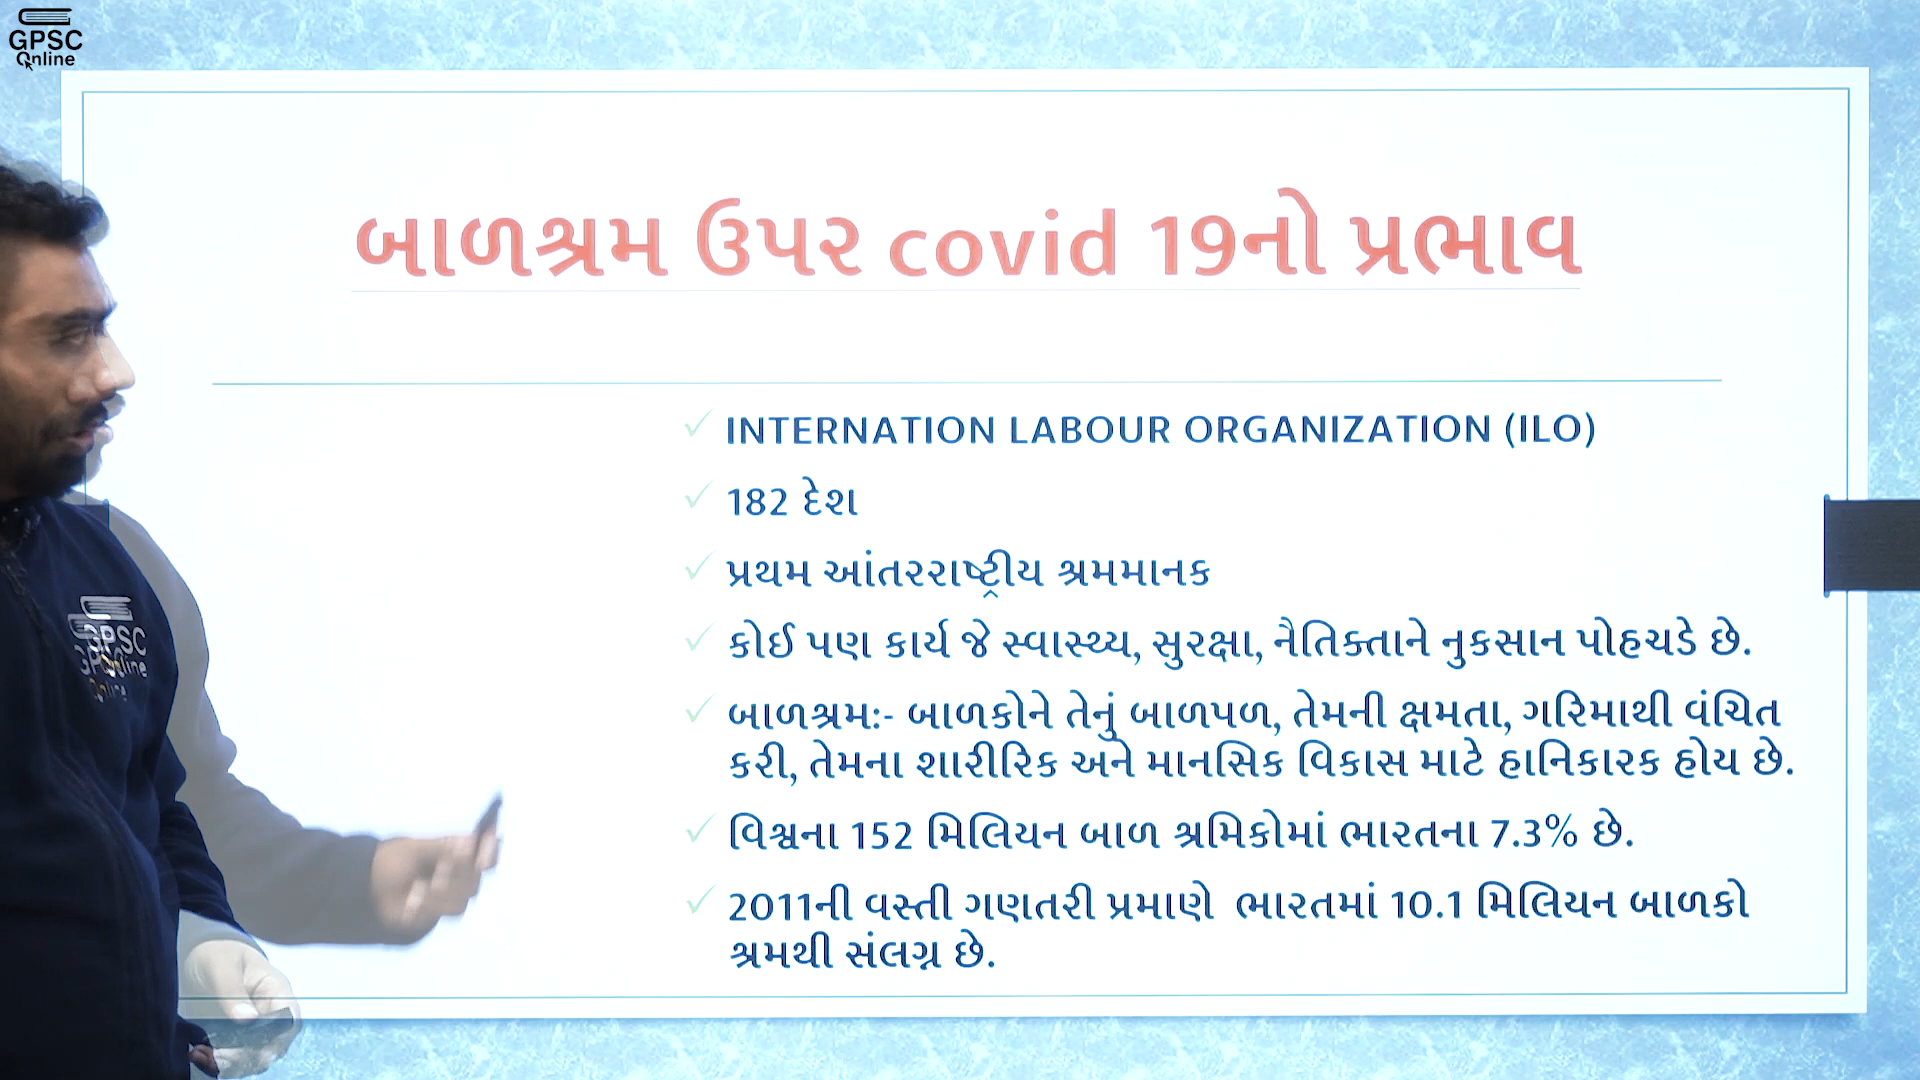 GPSC
Online
બાળશ્રમ ઉપર covid 19નો પ્રભાવ
INTERNATION LABOUR ORGANIZATION (ILO)
182 દેશ
પ્રથમ આંતરરાષ્ટ્રીય શ્રમમાનક
કોઈ પણ કાર્ય જે સ્વાસ્થ્ય, સુરક્ષા, નૈતિક્તાને નુકસાન પોહચડે છે.
બાળશ્રમ:- બાળકોને તેનું બાળપળ, તેમની ક્ષમતા, ગરિમાથી વંચિત
કરી, તેમના શારીરિક અને માનસિક વિકાસ માટે હાનિકારક હોય છે.
વિશ્વના 152 મિલિયન બાળ શ્રમિકોમાં ભારતના 7.3% છે.
2011ની વસ્તી ગણતરી પ્રમાણે ભારતમાં 10.1 મિલિયન બાળકો
શ્રમથી સંલગ્ન છે.
GPSC
Online